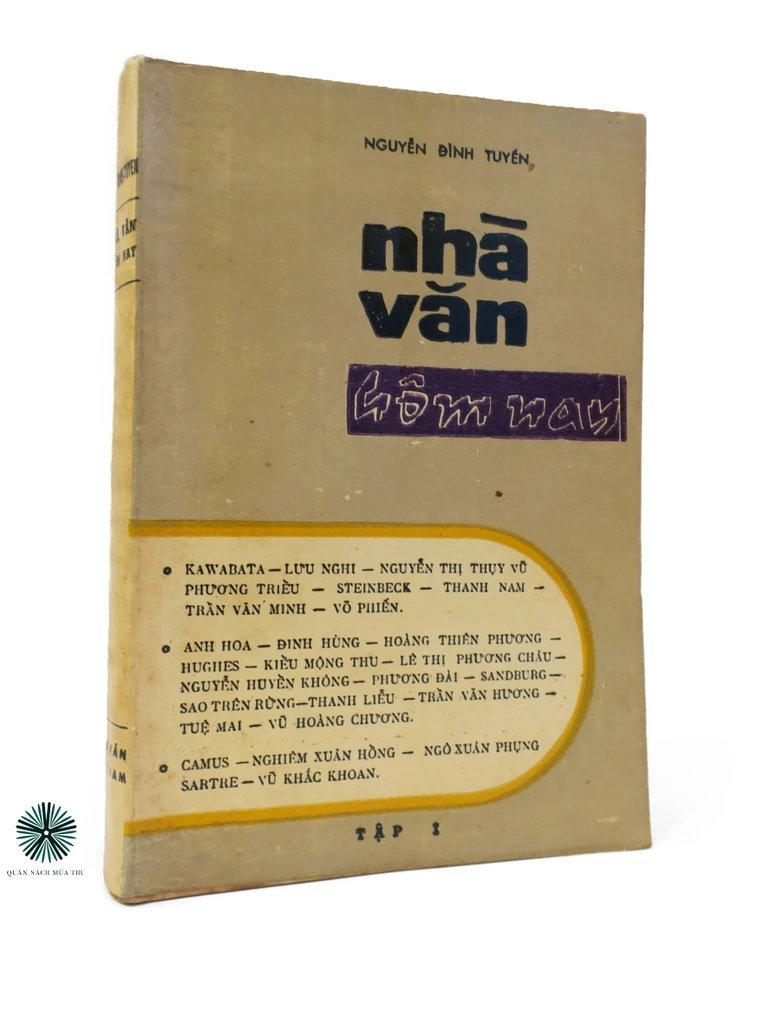 NGUYỄN ĐÌNH TUYẾN
nhà
văn
hôm nay
KAWABATA — LƯU NGHI — NGUYỄN THỊ THỤY VŨ
PHƯƠNG TRIỀU — STEINBECK — THANH NAM —
TRẦN VĂN MINH — VÕ PHIẾN.
ANH HOA — ĐINH HÙNG — HOÀNG THIÊN PHƯƠNG —
HUGHES — KIỀU MỘNG THU — LÊ THỊ PHƯƠNG CHÂU —
NGUYỄN HUYỀN KHÔNG — PHƯƠNG ĐÀI — SANDBURG —
SAO TRÊN RỪNG — THANH LIỄU — TRẦN VĂN HƯƠNG —
TUỆ MAI — VŨ HOÀNG CHƯƠNG.
CAMUS — NGHIÊM XUÂN HỒNG — NGÔ XUÂN PHỤNG
SARTRE — VŨ KHẮC KHOAN.
TẬP I
VĂN
NAY
VĂN
QUÁN SÁCH MÙA THU